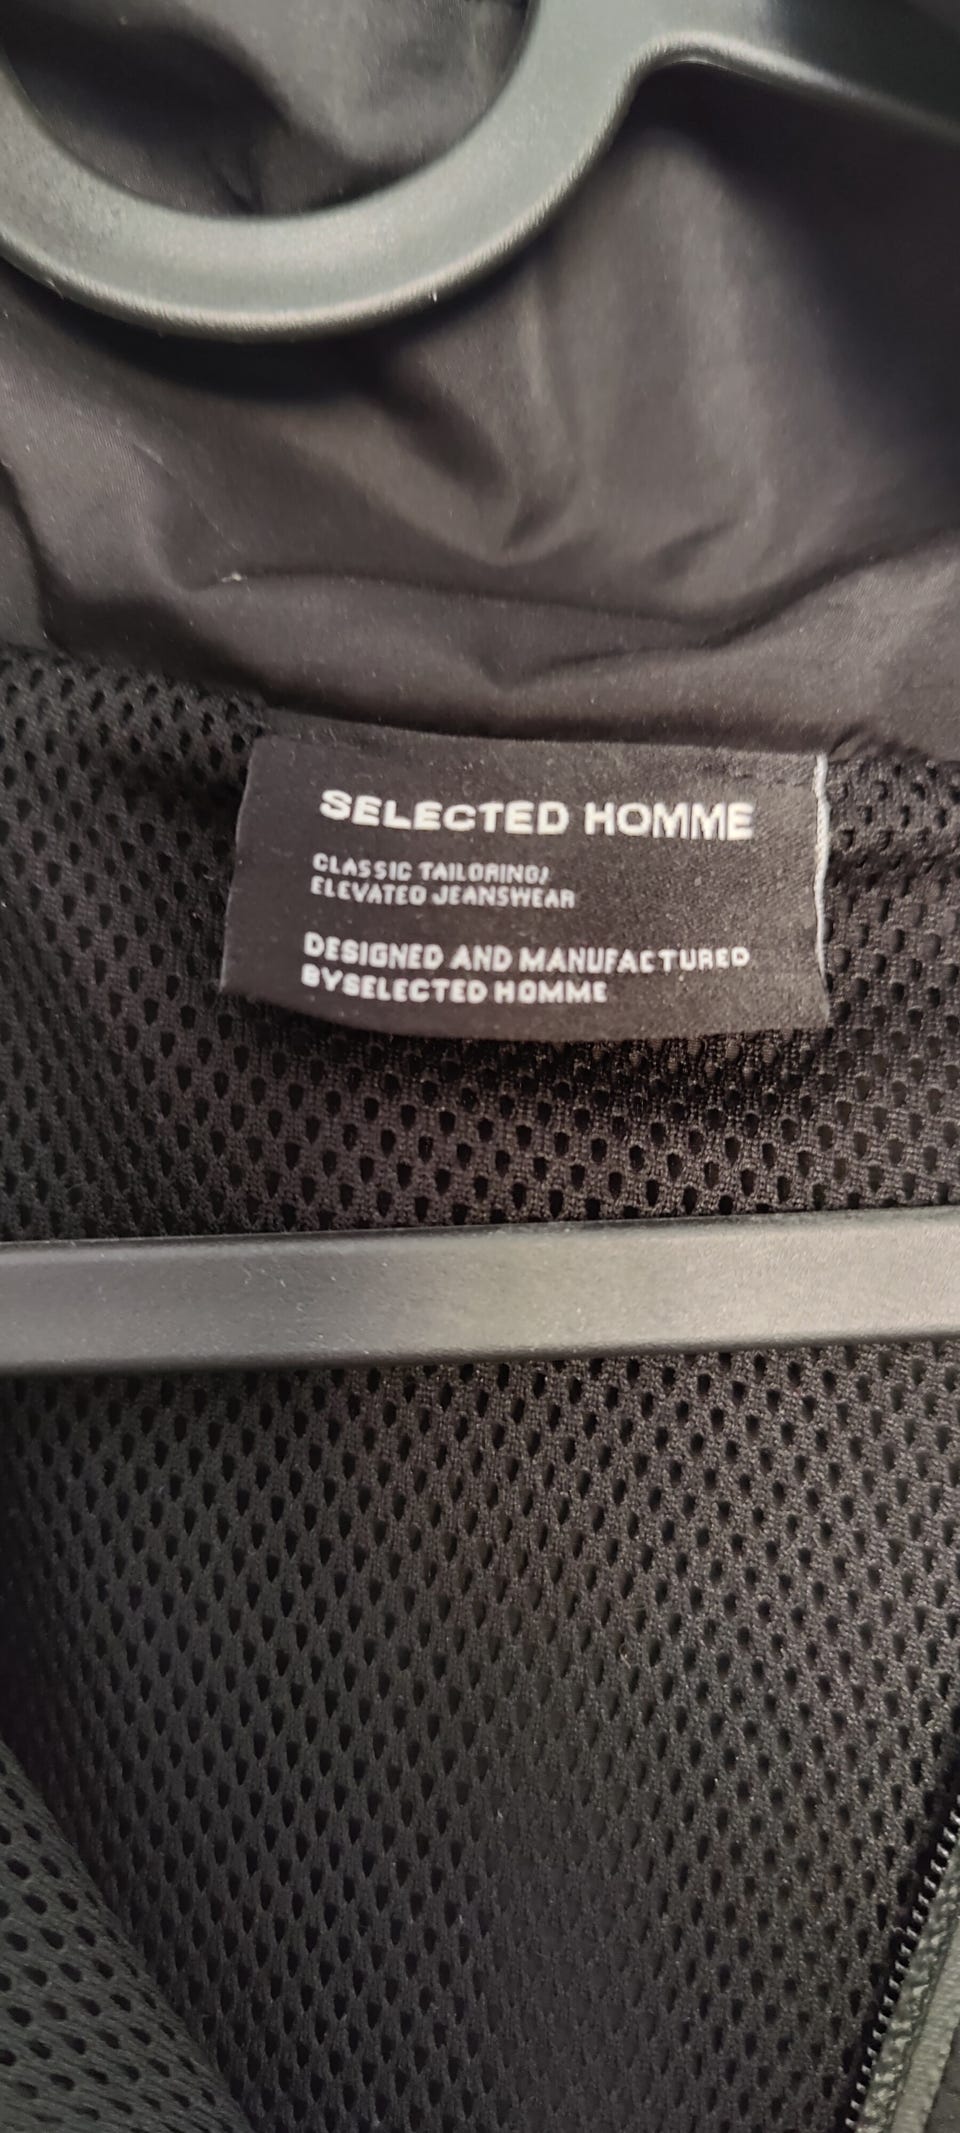 SELECTED HOMME
CLASSIC TAILORING/
ELEVATED JEANSWEAR
DESIGNED AND MANUFACTURED
BYSELECTED HOMME